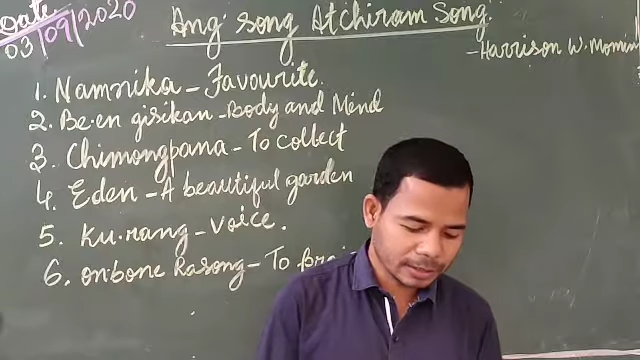 Date
03/09/2020
Ang' song Atchiram Song.
- Harrison W. Momin
1. Namnika - Favourite.
2. Be·en gisikan - Body and Mind
3. Chimongpana - To collect
4. Eden - A beautiful garden
5. Ku·rang - Voice.
6. on·bone Rasong - To